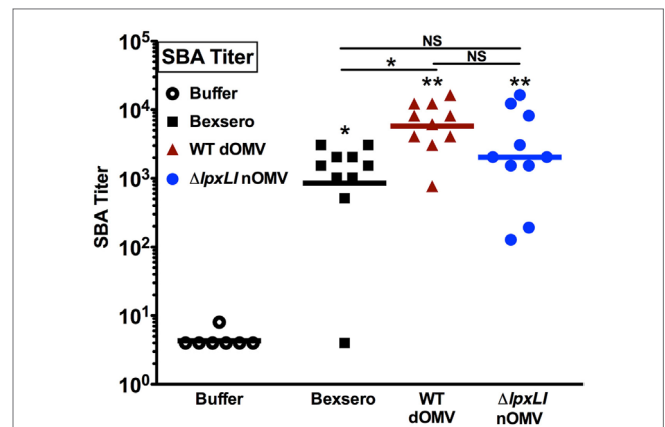 SBA Titer
Buffer
Bexsero
WT dOMV
ΔlpxLI nOMV
SBA Titer
10⁵
10⁴
10³
10²
10¹
10⁰
NS
* NS
* ** **
Buffer Bexsero WT ΔlpxLI
dOMV nOMV